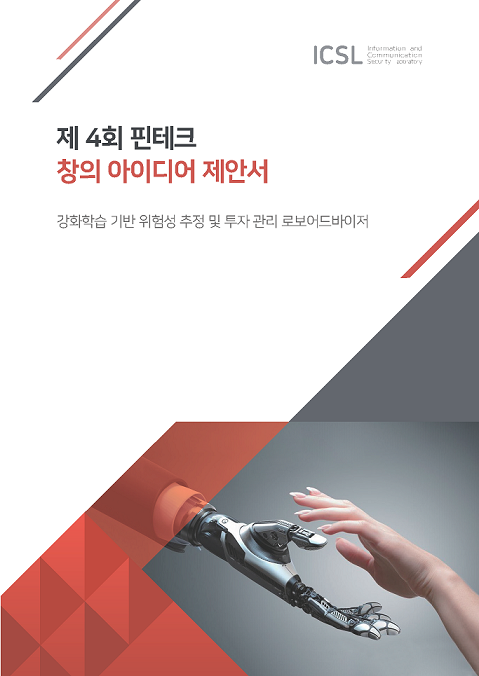 ICSL
Information and
Communication
Security Laboratory
제 4회 핀테크
창의 아이디어 제안서
강화학습 기반 위험성 추정 및 투자 관리 로보어드바이저